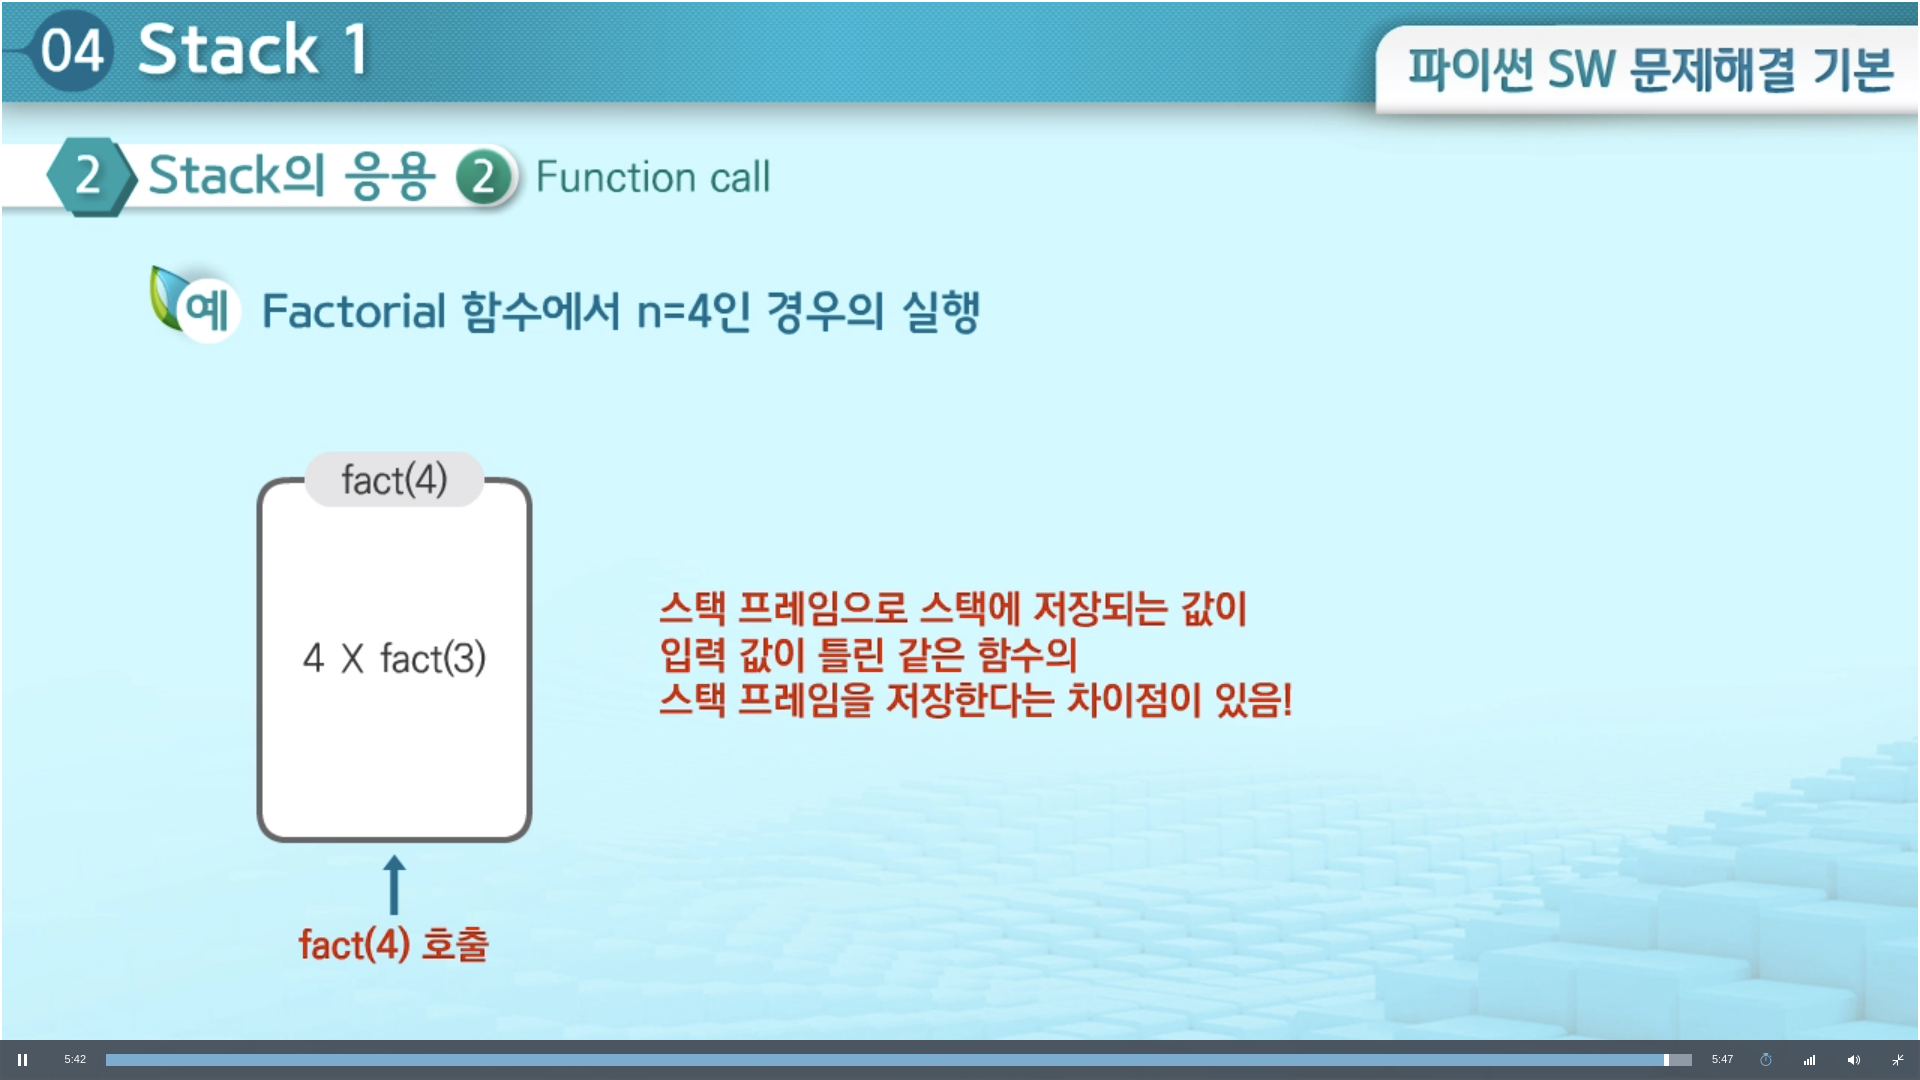 04 Stack 1
파이썬 SW 문제해결 기본
2 Stack의 응용 2 Function call
예 Factorial 함수에서 n=4인 경우의 실행
fact(4)
4 X fact(3)
스택 프레임으로 스택에 저장되는 값이
입력 값이 틀린 같은 함수의
스택 프레임을 저장한다는 차이점이 있음!
fact(4) 호출
5:42
5:47